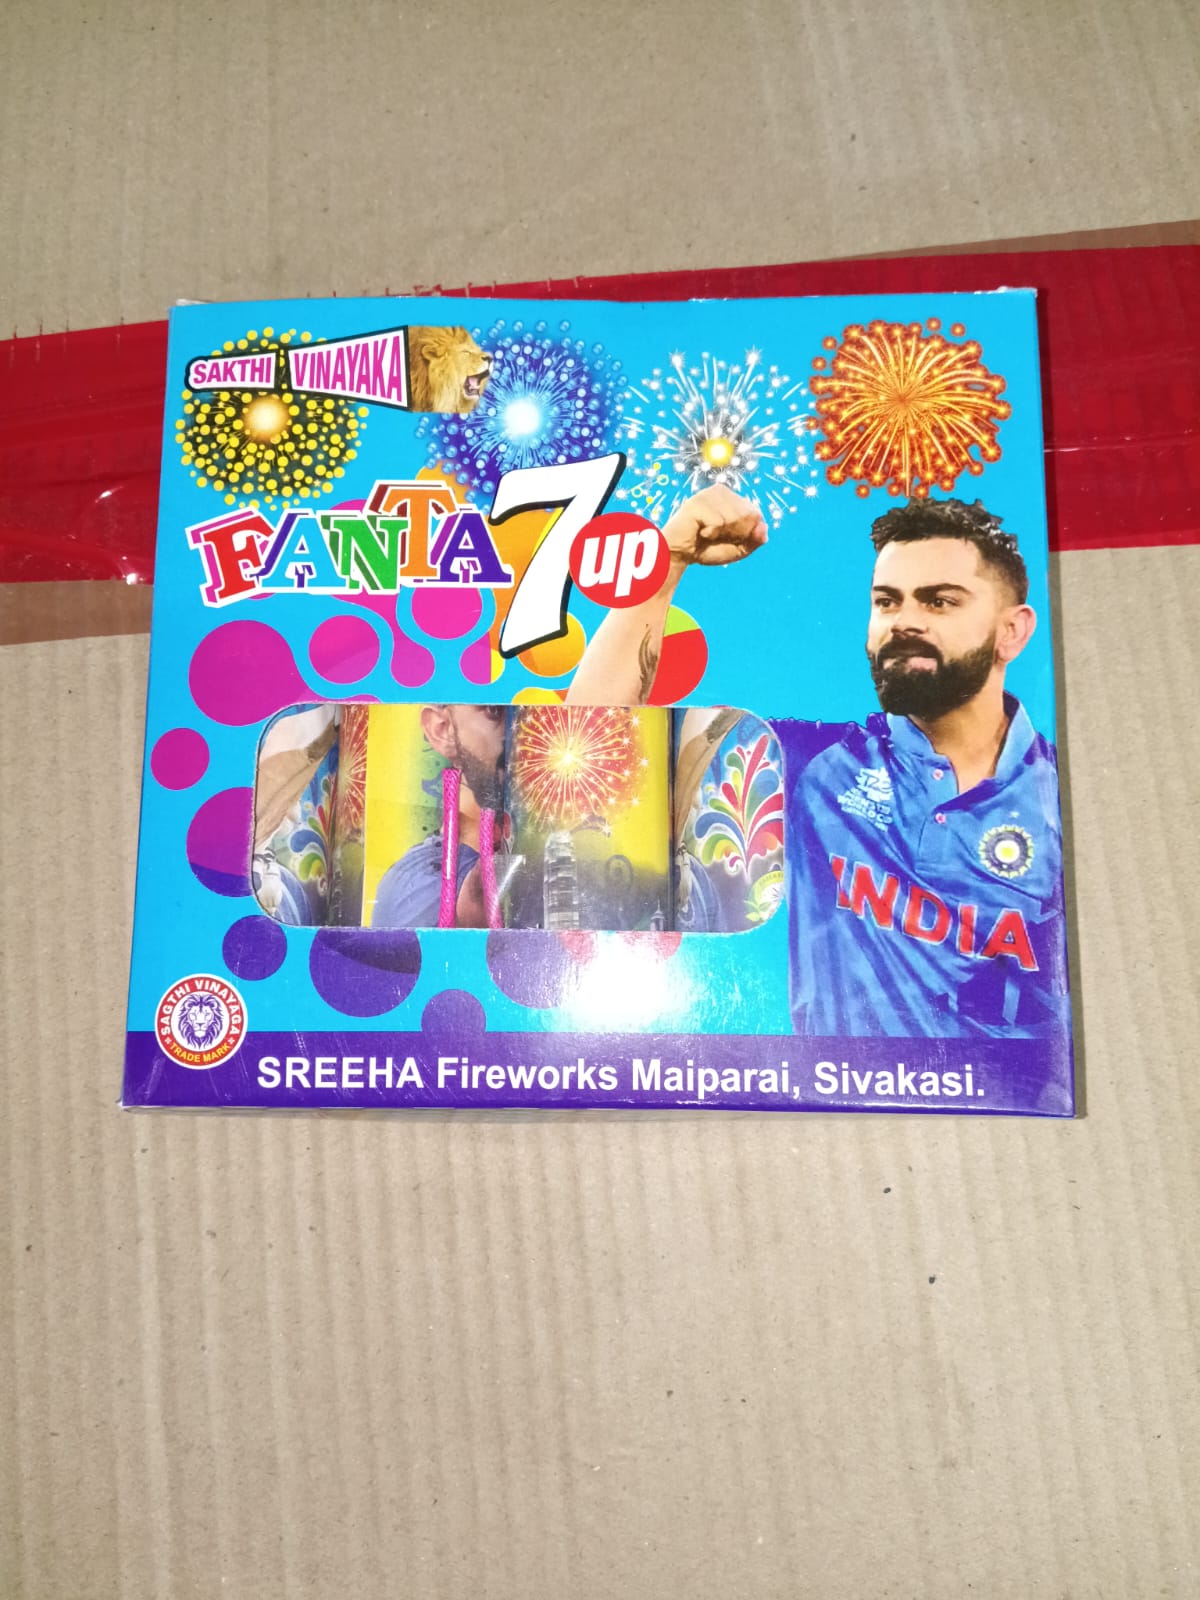 SAKTHI VINAYAKA
FANTA 7 up
INDIA
SAGTHI VINAYAGA
TRADE MARK
SREEHA Fireworks Maiparai, Sivakasi.